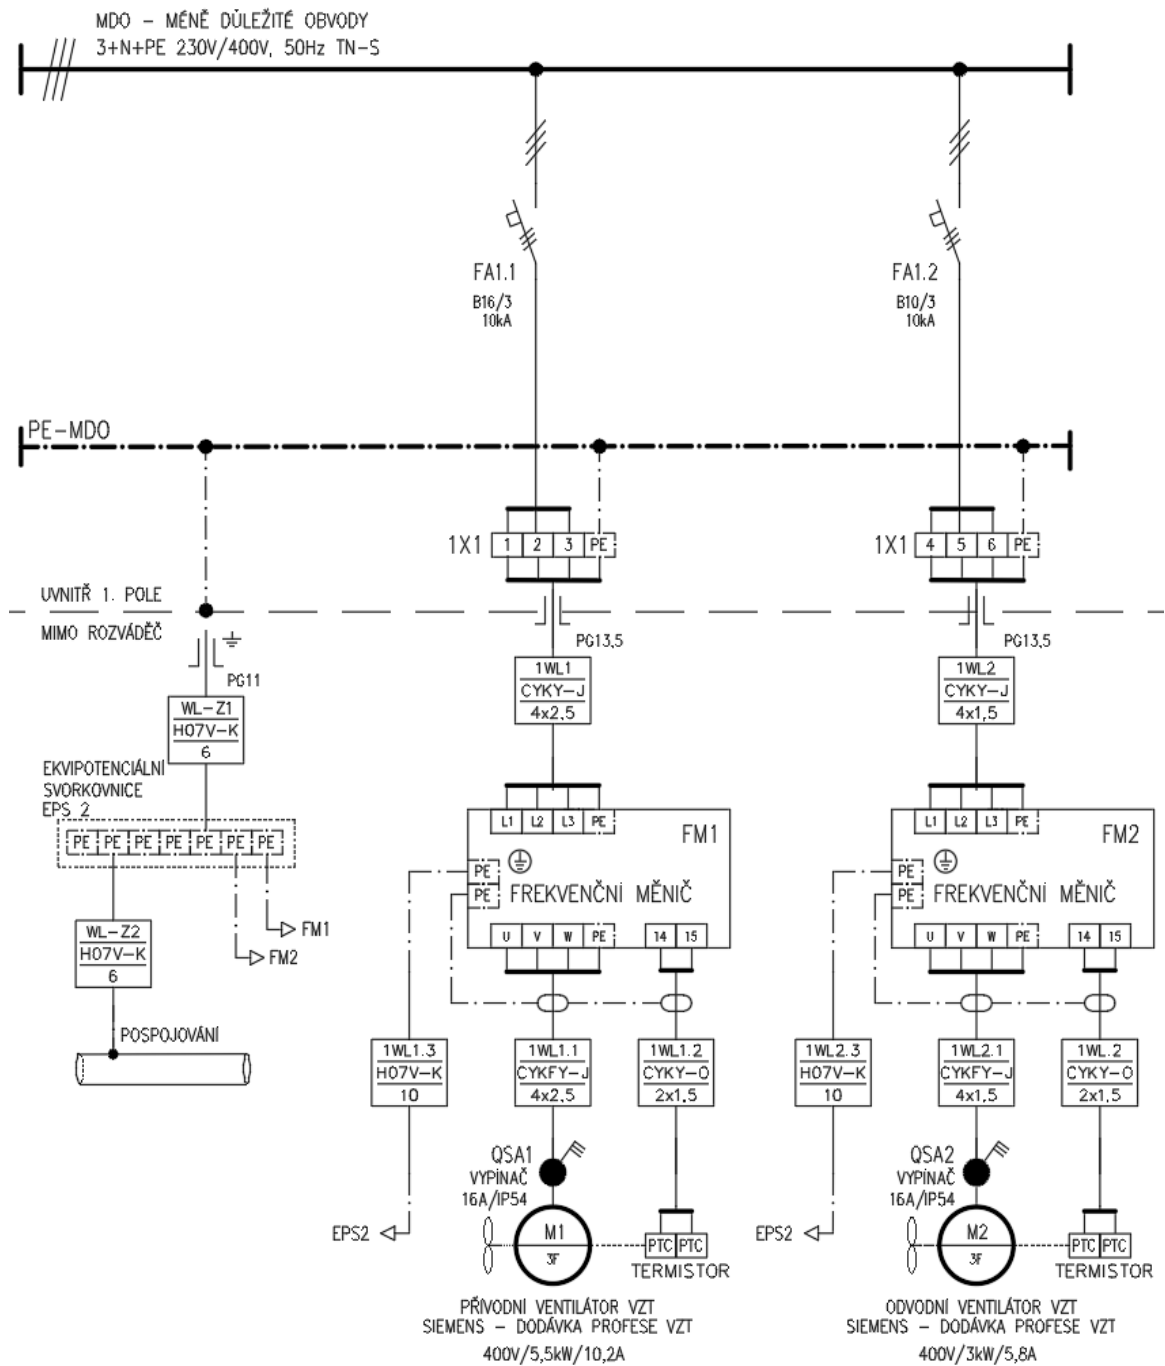 MDO – MÉNĚ DŮLEŽITÉ OBVODY
3+N+PE 230V/400V, 50Hz TN-S
FA1.1
B16/3
10kA
FA1.2
B10/3
10kA
PE-MDO
1X1 1 2 3 PE
1X1 4 5 6 PE
UVNITŘ 1. POLE
MIMO ROZVÁDĚČ
PG11
PG13,5
PG13,5
WL-Z1
H07V-K
6
1WL1
CYKY-J
4x2,5
1WL2
CYKY-J
4x1,5
EKVIPOTENCIÁLNÍ
SVORKOVNICE
EPS 2
PE PE PE PE PE PE PE
FM1
FM2
WL-Z2
H07V-K
6
POSPOJOVÁNÍ
L1 L2 L3 PE
FM1
PE
PE
FREKVENČNÍ MĚNIČ
U V W PE 14 15
L1 L2 L3 PE
FM2
PE
PE
FREKVENČNÍ MĚNIČ
U V W PE 14 15
1WL1.3
H07V-K
10
1WL1.1
CYKFY-J
4x2,5
1WL1.2
CYKY-O
2x1,5
1WL2.3
H07V-K
10
1WL2.1
CYKFY-J
4x1,5
1WL.2
CYKY-O
2x1,5
QSA1
VYPÍNAČ
16A/IP54
EPS2
M1
3F
PTC PTC
TERMISTOR
QSA2
VYPÍNAČ
16A/IP54
EPS2
M2
3F
PTC PTC
TERMISTOR
PŘÍVODNÍ VENTILÁTOR VZT
SIEMENS – DODÁVKA PROFESE VZT
400V/5,5kW/10,2A
ODVODNÍ VENTILÁTOR VZT
SIEMENS – DODÁVKA PROFESE VZT
400V/3kW/5,8A